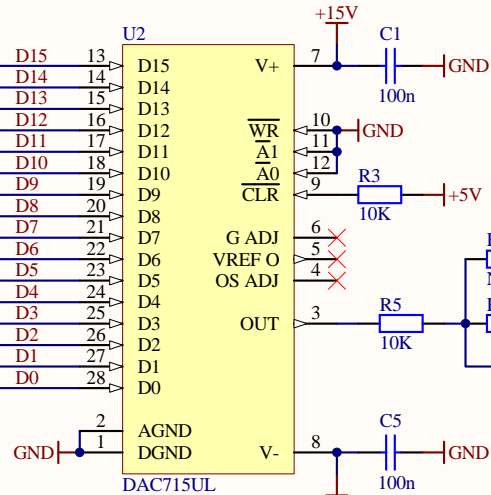 +15V
U2
C1
D15 13 D15 V+ 7 GND
D14 14 D14
D13 15 D13 100n
D12 16 D12 WR 10 GND
D11 17 D11 A1 11
D10 18 D10 A0 12
D9 19 D9 CLR 9 R3 +5V
D8 20 D8 10K
D7 21 D7 G ADJ 6
D6 22 D6 VREF O 5
D5 23 D5 OS ADJ 4
D4 24 D4
D3 25 D3 OUT 3 R5
D2 26 D2 10K
D1 27 D1
D0 28 D0
2 AGND C5
GND 1 DGND V- 8 GND
DAC715UL 100n